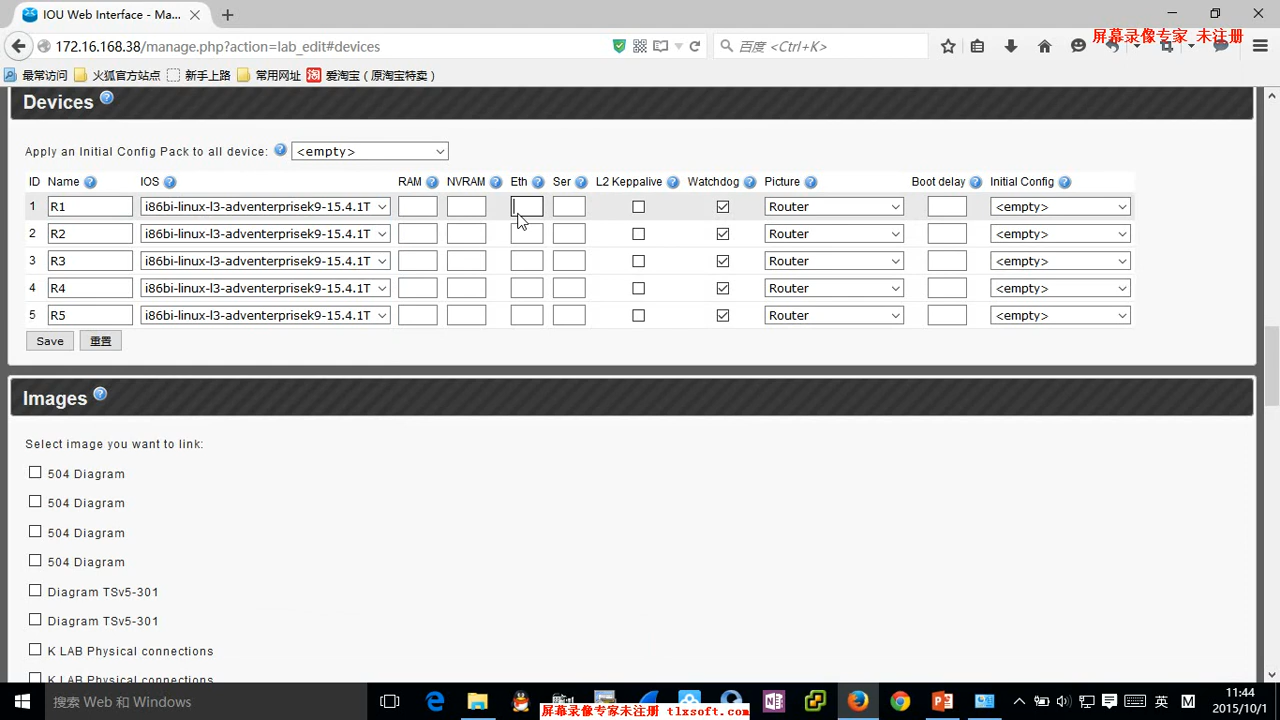 IOU Web Interface - Ma...
屏幕录像专家 未注册
172.16.168.38/manage.php?action=lab_edit#devices
百度 <Ctrl+K>
最常访问 火狐官方站点 新手上路 常用网址 淘 爱淘宝（原淘宝特卖）
Devices
Apply an Initial Config Pack to all device: <empty>
ID Name IOS RAM NVRAM Eth Ser L2 Keppalive Watchdog Picture Boot delay Initial Config
1 R1 i86bi-linux-l3-adventerprisek9-15.4.1T Router <empty>
2 R2 i86bi-linux-l3-adventerprisek9-15.4.1T Router <empty>
3 R3 i86bi-linux-l3-adventerprisek9-15.4.1T Router <empty>
4 R4 i86bi-linux-l3-adventerprisek9-15.4.1T Router <empty>
5 R5 i86bi-linux-l3-adventerprisek9-15.4.1T Router <empty>
Save 重置
Images
Select image you want to link:
504 Diagram
504 Diagram
504 Diagram
504 Diagram
Diagram TSv5-301
Diagram TSv5-301
K LAB Physical connections
K LAB Physical connections
搜索 Web 和 Windows
英 M
11:44
2015/10/1
屏幕录像专家未注册 tlxsoft.com